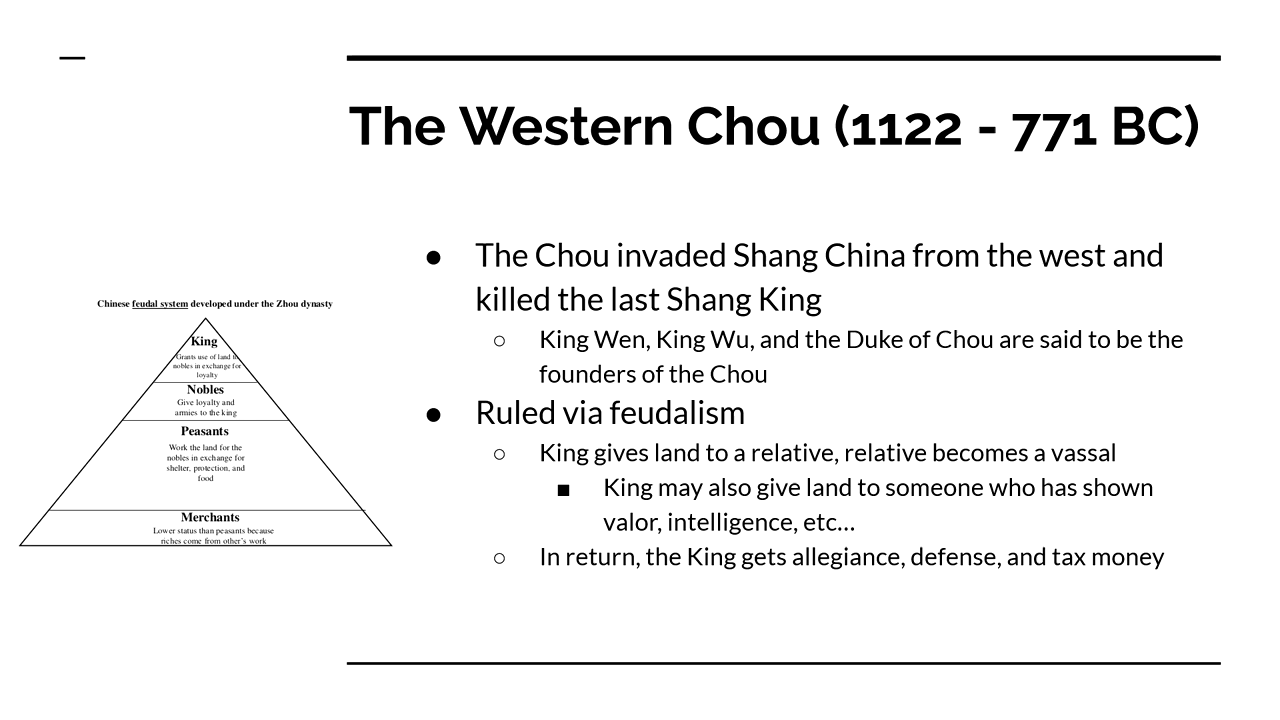 The Western Chou (1122 - 771 BC)
Chinese feudal system developed under the Zhou dynasty
King
Grants use of land to
nobles in exchange for
loyalty
Nobles
Give loyalty and
armies to the king
Peasants
Work the land for the
nobles in exchange for
shelter, protection, and
food
Merchants
Lower status than peasants because
riches come from other's work
● The Chou invaded Shang China from the west and
killed the last Shang King
○ King Wen, King Wu, and the Duke of Chou are said to be the
founders of the Chou
● Ruled via feudalism
○ King gives land to a relative, relative becomes a vassal
■ King may also give land to someone who has shown
valor, intelligence, etc...
○ In return, the King gets allegiance, defense, and tax money